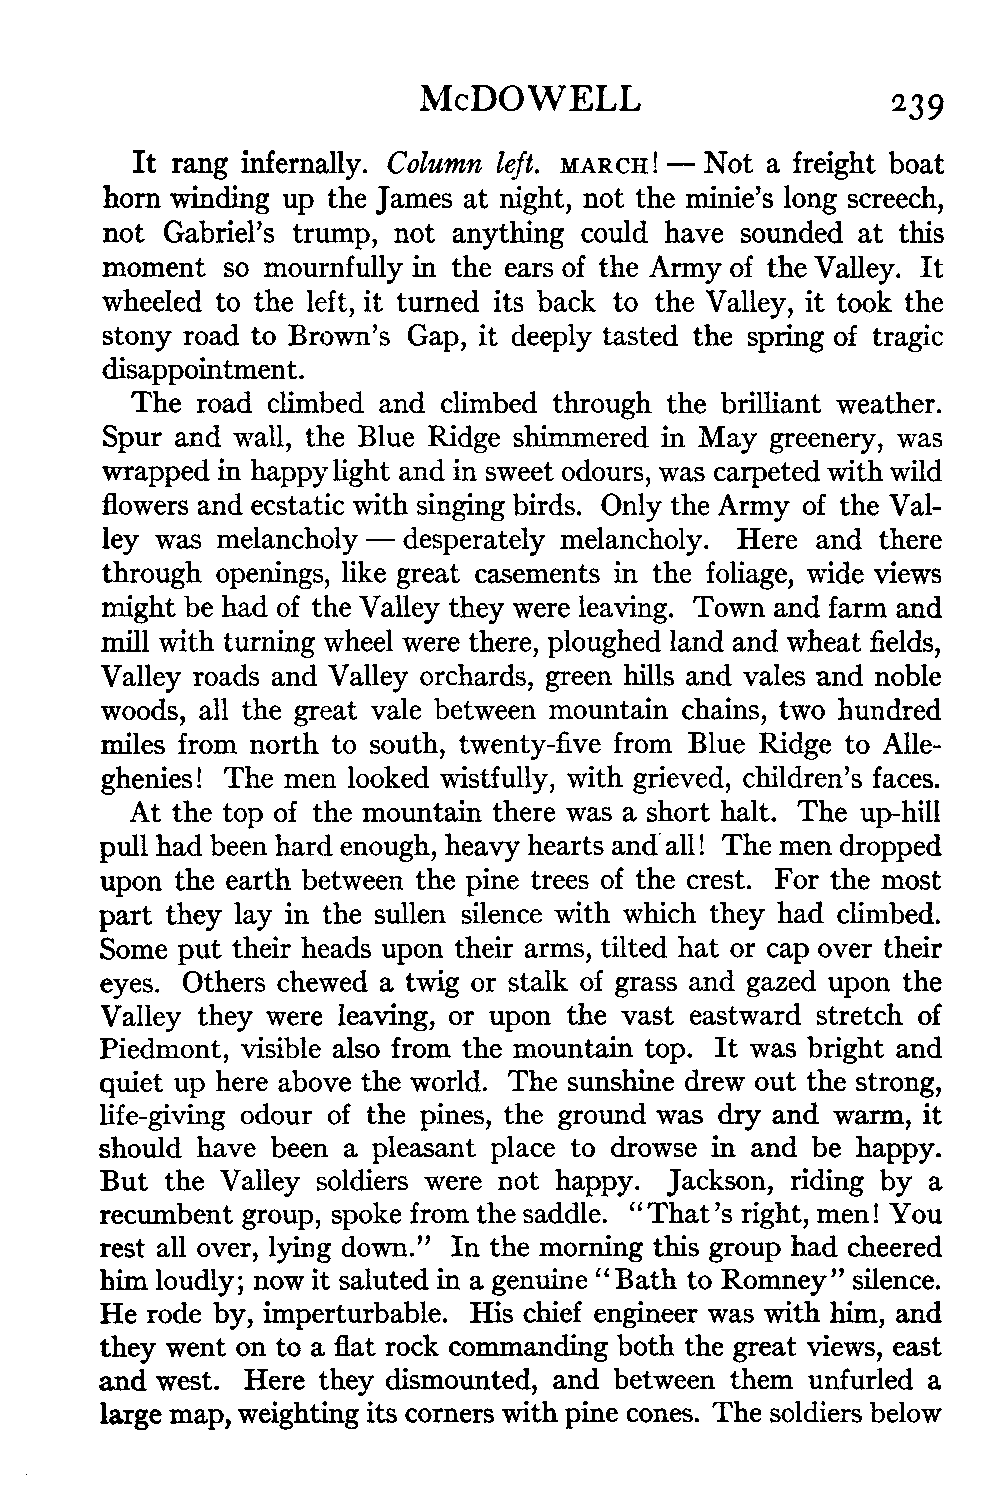 McDOWELL 239
It rang infernally. Column left. MARCH! — Not a freight boat
horn winding up the James at night, not the minie's long screech,
not Gabriel's trump, not anything could have sounded at this
moment so mournfully in the ears of the Army of the Valley. It
wheeled to the left, it turned its back to the Valley, it took the
stony road to Brown's Gap, it deeply tasted the spring of tragic
disappointment.
The road climbed and climbed through the brilliant weather.
Spur and wall, the Blue Ridge shimmered in May greenery, was
wrapped in happy light and in sweet odours, was carpeted with wild
flowers and ecstatic with singing birds. Only the Army of the Val-
ley was melancholy — desperately melancholy. Here and there
through openings, like great casements in the foliage, wide views
might be had of the Valley they were leaving. Town and farm and
mill with turning wheel were there, ploughed land and wheat fields,
Valley roads and Valley orchards, green hills and vales and noble
woods, all the great vale between mountain chains, two hundred
miles from north to south, twenty-five from Blue Ridge to Alle-
ghenies! The men looked wistfully, with grieved, children's faces.
At the top of the mountain there was a short halt. The up-hill
pull had been hard enough, heavy hearts and all! The men dropped
upon the earth between the pine trees of the crest. For the most
part they lay in the sullen silence with which they had climbed.
Some put their heads upon their arms, tilted hat or cap over their
eyes. Others chewed a twig or stalk of grass and gazed upon the
Valley they were leaving, or upon the vast eastward stretch of
Piedmont, visible also from the mountain top. It was bright and
quiet up here above the world. The sunshine drew out the strong,
life-giving odour of the pines, the ground was dry and warm, it
should have been a pleasant place to drowse in and be happy.
But the Valley soldiers were not happy. Jackson, riding by a
recumbent group, spoke from the saddle. "That's right, men! You
rest all over, lying down." In the morning this group had cheered
him loudly; now it saluted in a genuine "Bath to Romney" silence.
He rode by, imperturbable. His chief engineer was with him, and
they went on to a flat rock commanding both the great views, east
and west. Here they dismounted, and between them unfurled a
large map, weighting its corners with pine cones. The soldiers below